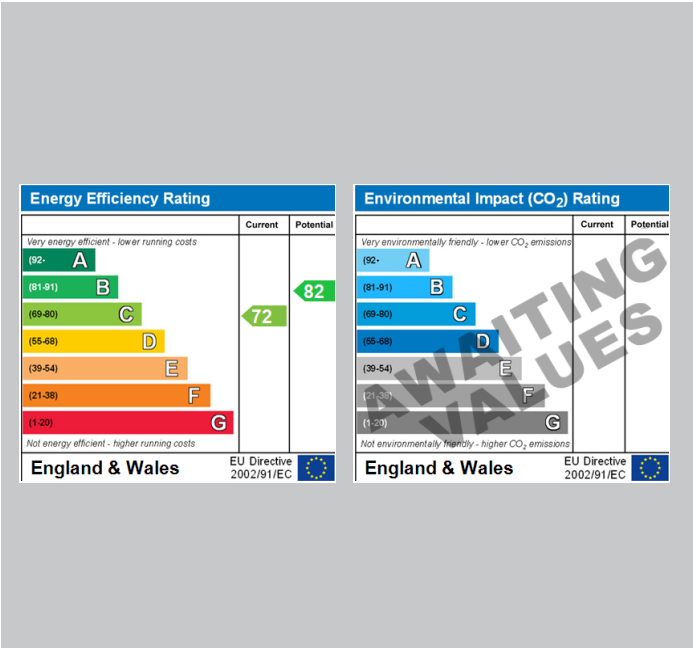 Energy Efficiency Rating
Current Potential
Very energy efficient - lower running costs
(92- A
(81-91) B
82
(69-80) C
72
(55-68) D
(39-54) E
(21-38) F
(1-20) G
Not energy efficient - higher running costs
England & Wales
EU Directive
2002/91/EC
Environmental Impact (CO₂) Rating
Current Potential
Very environmentally friendly - lower CO₂ emissions
(92- A
(81-91) B
(69-80) C
(55-68) D
(39-54) E
(21-38) F
(1-20) G
AWAITING
VALUES
Not environmentally friendly - higher CO₂ emissions
England & Wales
EU Directive
2002/91/EC